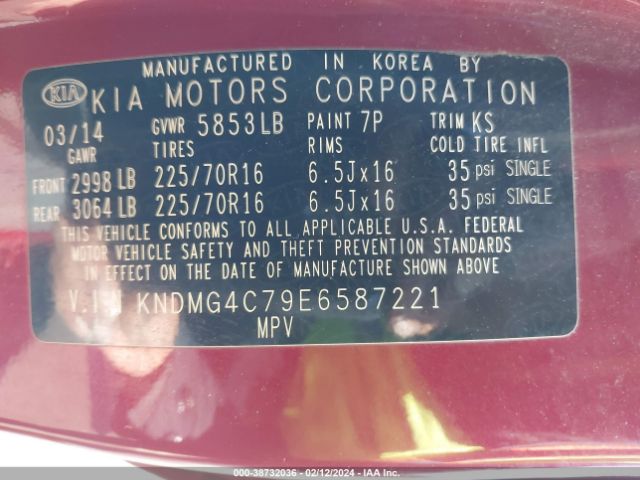 MANUFACTURED IN KOREA BY
KIA KIA MOTORS CORPORATION
03/14 GVWR 5853LB PAINT 7P TRIM KS
GAWR TIRES RIMS COLD TIRE INFL
FRONT 2998 LB 225/70R16 6.5Jx16 35 psi SINGLE
REAR 3064 LB 225/70R16 6.5Jx16 35 psi SINGLE
THIS VEHICLE CONFORMS TO ALL APPLICABLE U.S.A. FEDERAL
MOTOR VEHICLE SAFETY AND THEFT PREVENTION STANDARDS
IN EFFECT ON THE DATE OF MANUFACTURE SHOWN ABOVE
V.I.N KNDMG4C79E6587221
MPV
000-38732036 - 02/12/2024 - IAA Inc.